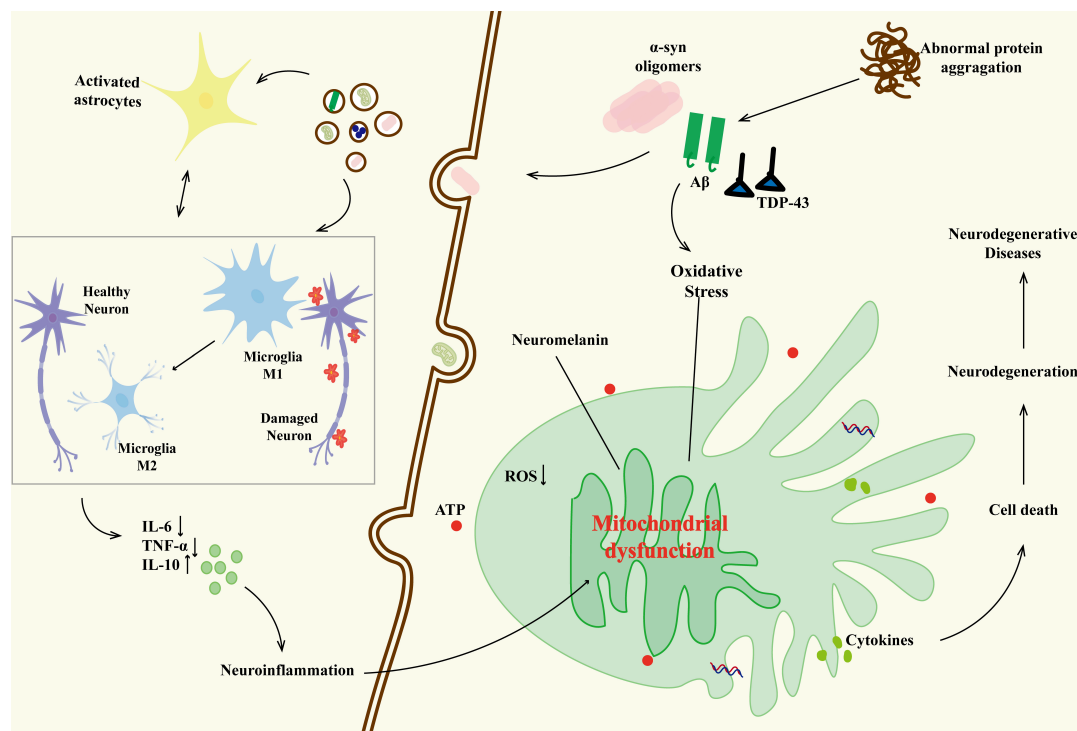 Activated
astrocytes
α-syn
oligomers
Abnormal protein
aggragation
Aβ
TDP-43
Oxidative
Stress
Neurodegenerative
Diseases
Healthy
Neuron
Microglia
M1
Neuromelanin
Neurodegeneration
Damaged
Neuron
Microglia
M2
ROS↓
ATP
Cell death
Mitochondrial
dysfunction
IL-6↓
TNF-α↓
IL-10↑
Cytokines
Neuroinflammation